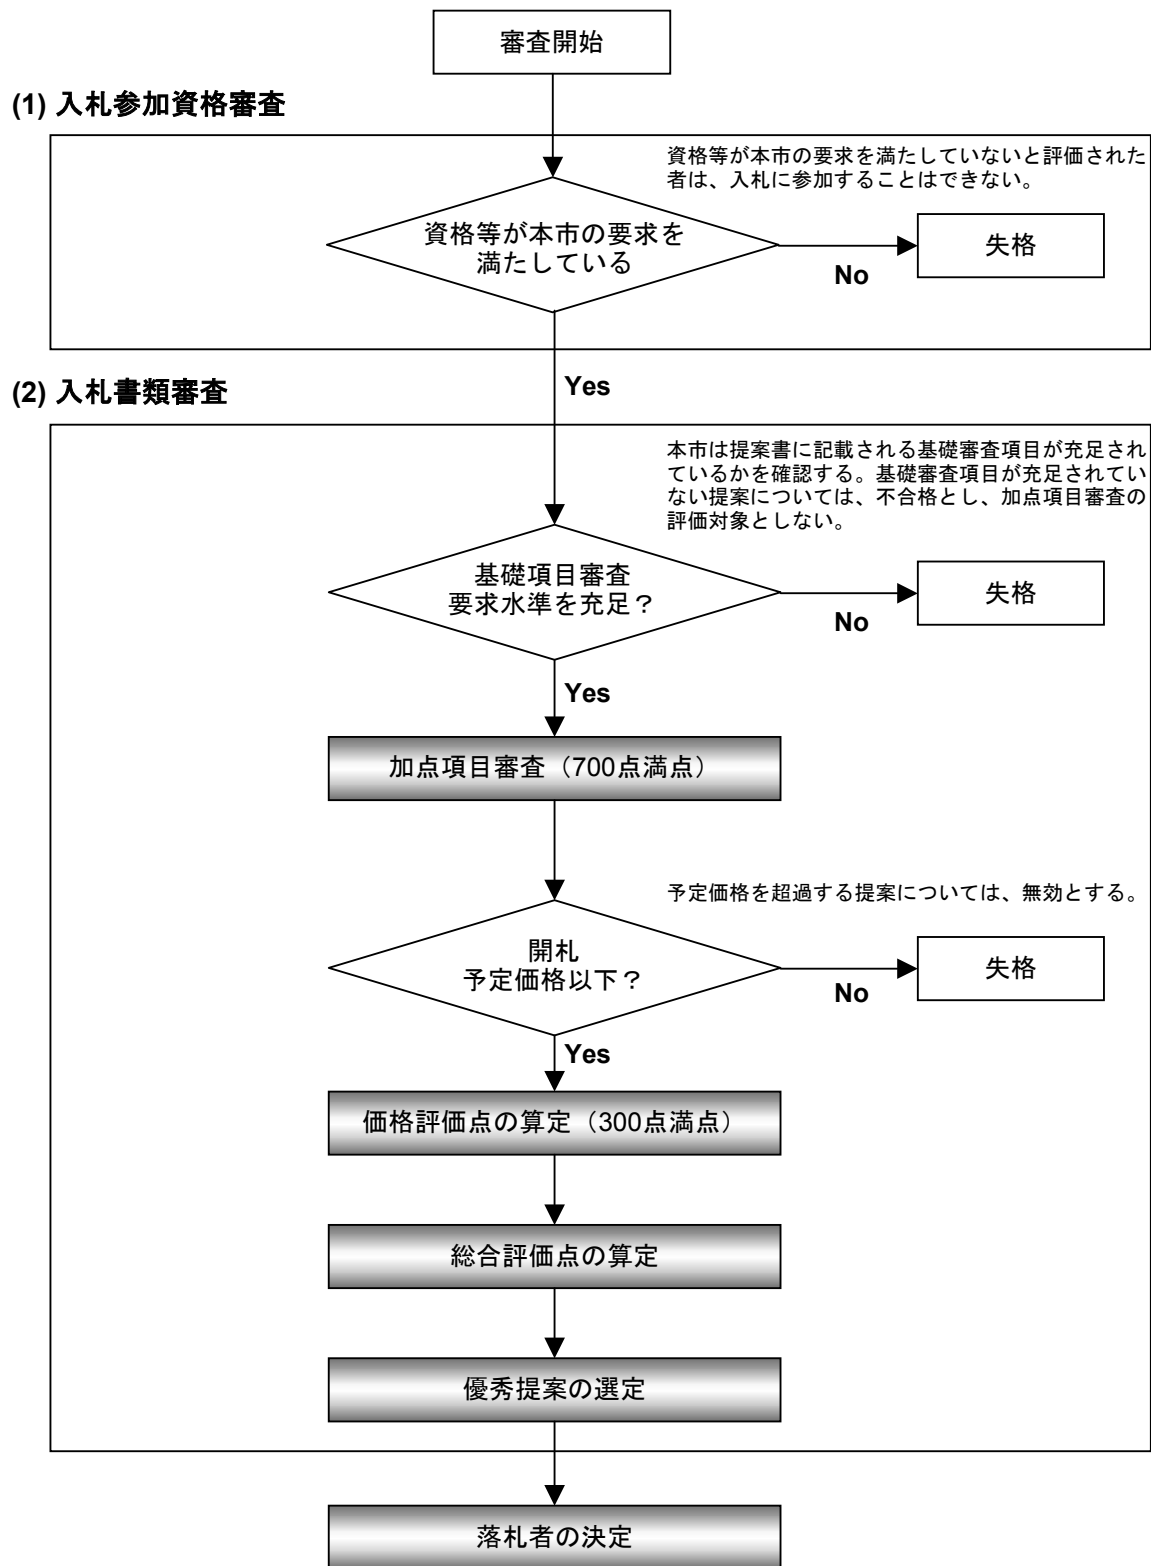 審査開始
(1) 入札参加資格審査
資格等が本市の要求を満たしていないと評価された
者は、入札に参加することはできない。
資格等が本市の要求を
満たしている
失格
No
Yes
(2) 入札書類審査
本市は提案書に記載される基礎審査項目が充足され
ているかを確認する。基礎審査項目が充足されてい
ない提案については、不合格とし、加点項目審査の
評価対象としない。
基礎項目審査
要求水準を充足？
失格
No
Yes
加点項目審査（700点満点）
予定価格を超過する提案については、無効とする。
開札
予定価格以下？
失格
No
Yes
価格評価点の算定（300点満点）
総合評価点の算定
優秀提案の選定
落札者の決定